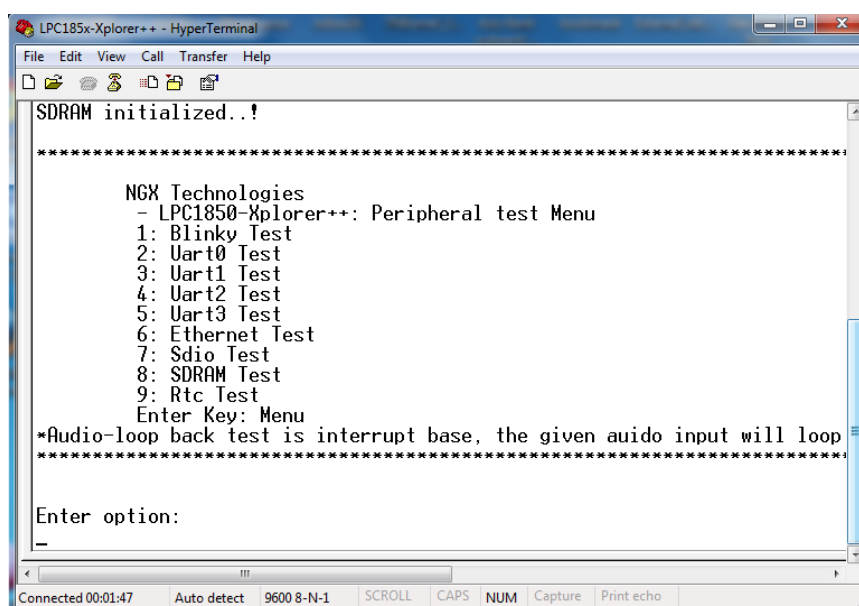 LPC185x-Xplorer++ - HyperTerminal
File Edit View Call Transfer Help
SDRAM initialized..!
*************************************************************************
NGX Technologies
- LPC1850-Xplorer++: Peripheral test Menu
1: Blinky Test
2: Uart0 Test
3: Uart1 Test
4: Uart2 Test
5: Uart3 Test
6: Ethernet Test
7: Sdio Test
8: SDRAM Test
9: Rtc Test
Enter Key: Menu
*Audio-loop back test is interrupt base, the given auido input will loop
*************************************************************************
Enter option:
_
Connected 00:01:47 Auto detect 9600 8-N-1 SCROLL CAPS NUM Capture Print echo